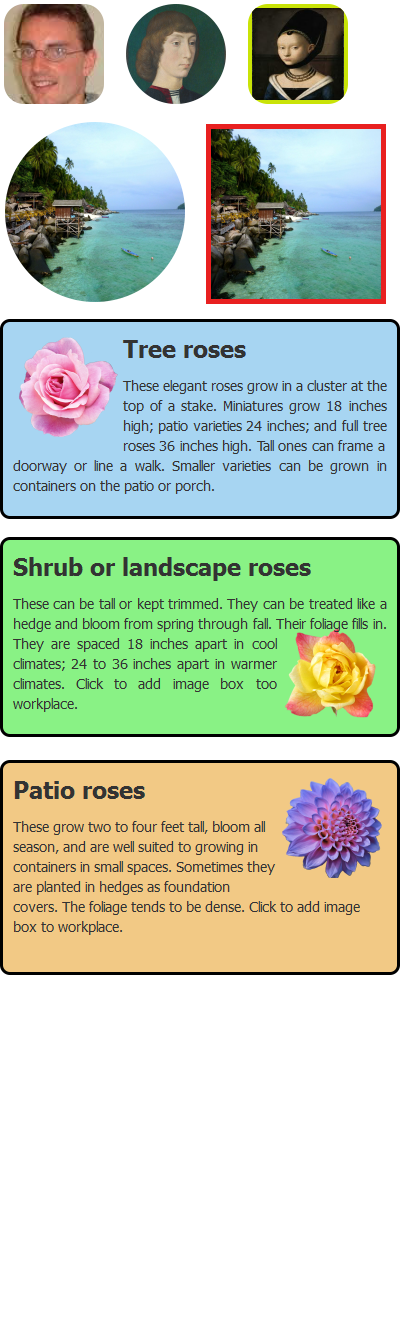 Tree roses
These elegant roses grow in a cluster at the
top of a stake. Miniatures grow 18 inches
high; patio varieties 24 inches; and full tree
roses 36 inches high. Tall ones can frame a
doorway or line a walk. Smaller varieties can be grown in
containers on the patio or porch.
Shrub or landscape roses
These can be tall or kept trimmed. They can be treated like a
hedge and bloom from spring through fall. Their foliage fills in.
They are spaced 18 inches apart in cool
climates; 24 to 36 inches apart in warmer
climates. Click to add image box too
workplace.
Patio roses
These grow two to four feet tall, bloom all
season, and are well suited to growing in
containers in small spaces. Sometimes they
are planted in hedges as foundation
covers. The foliage tends to be dense. Click to add image
box to workplace.